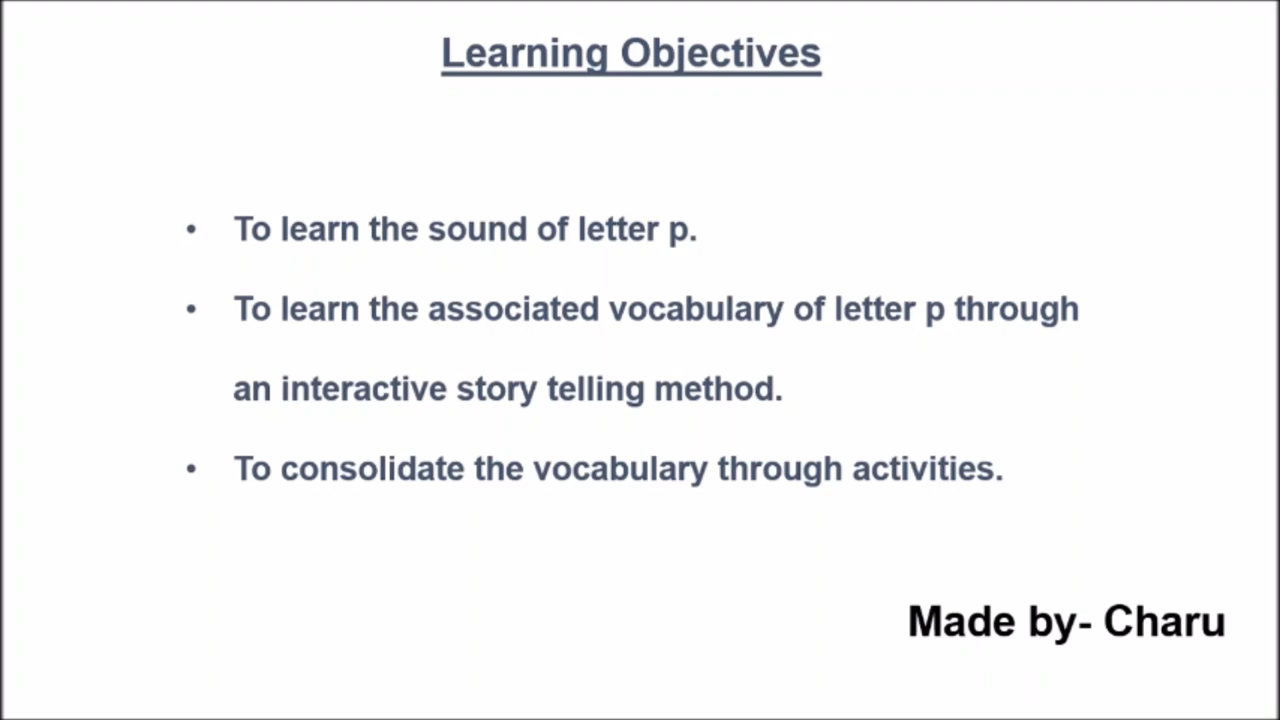 Learning Objectives
• To learn the sound of letter p.
• To learn the associated vocabulary of letter p through
an interactive story telling method.
• To consolidate the vocabulary through activities.
Made by- Charu